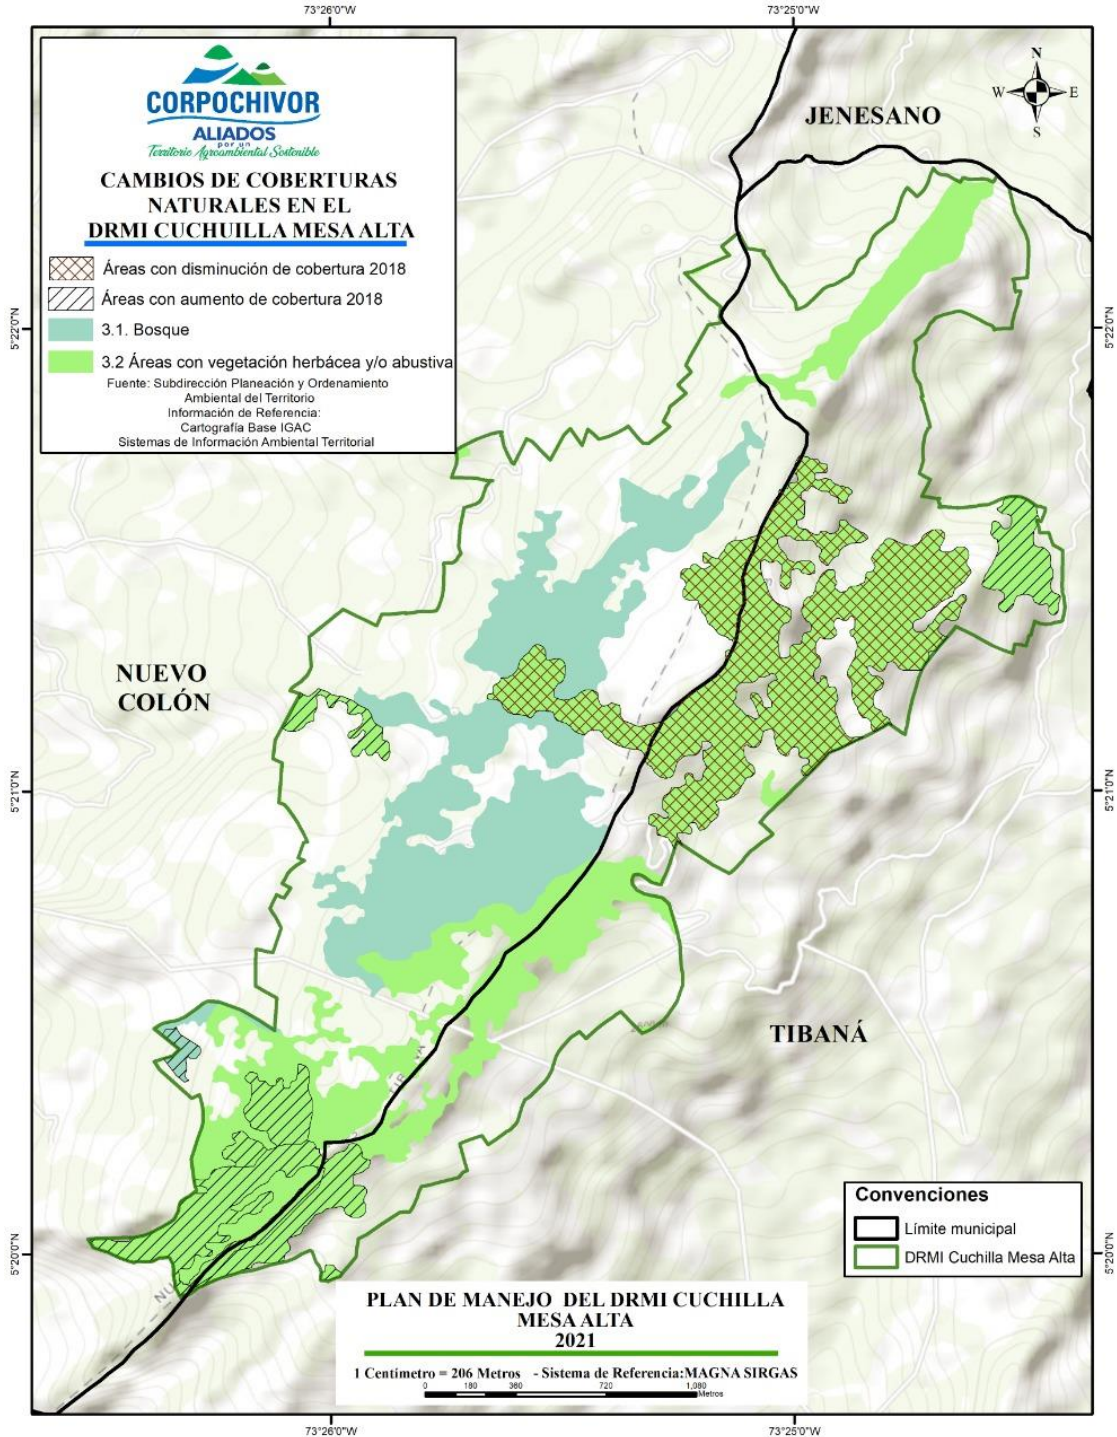 73°26'0"W
73°25'0"W
CORPOCHIVOR
ALIADOS
por un
Territorio Agroambiental Sostenible
CAMBIOS DE COBERTURAS
NATURALES EN EL
DRMI CUCHUILLA MESA ALTA
Áreas con disminución de cobertura 2018
Áreas con aumento de cobertura 2018
3.1. Bosque
3.2 Áreas con vegetación herbácea y/o abustiva
Fuente: Subdirección Planeación y Ordenamiento
Ambiental del Territorio
Información de Referencia:
Cartografía Base IGAC
Sistemas de Información Ambiental Territorial
N
W
E
S
JENESANO
5°22'0"N
5°22'0"N
NUEVO
COLÓN
5°21'0"N
5°21'0"N
TIBANÁ
5°20'0"N
5°20'0"N
Convenciones
Límite municipal
DRMI Cuchilla Mesa Alta
PLAN DE MANEJO DEL DRMI CUCHILLA
MESA ALTA
2021
1 Centímetro = 206 Metros - Sistema de Referencia:MAGNA SIRGAS
0 180 360 720 1,080
Metros
73°26'0"W
73°25'0"W